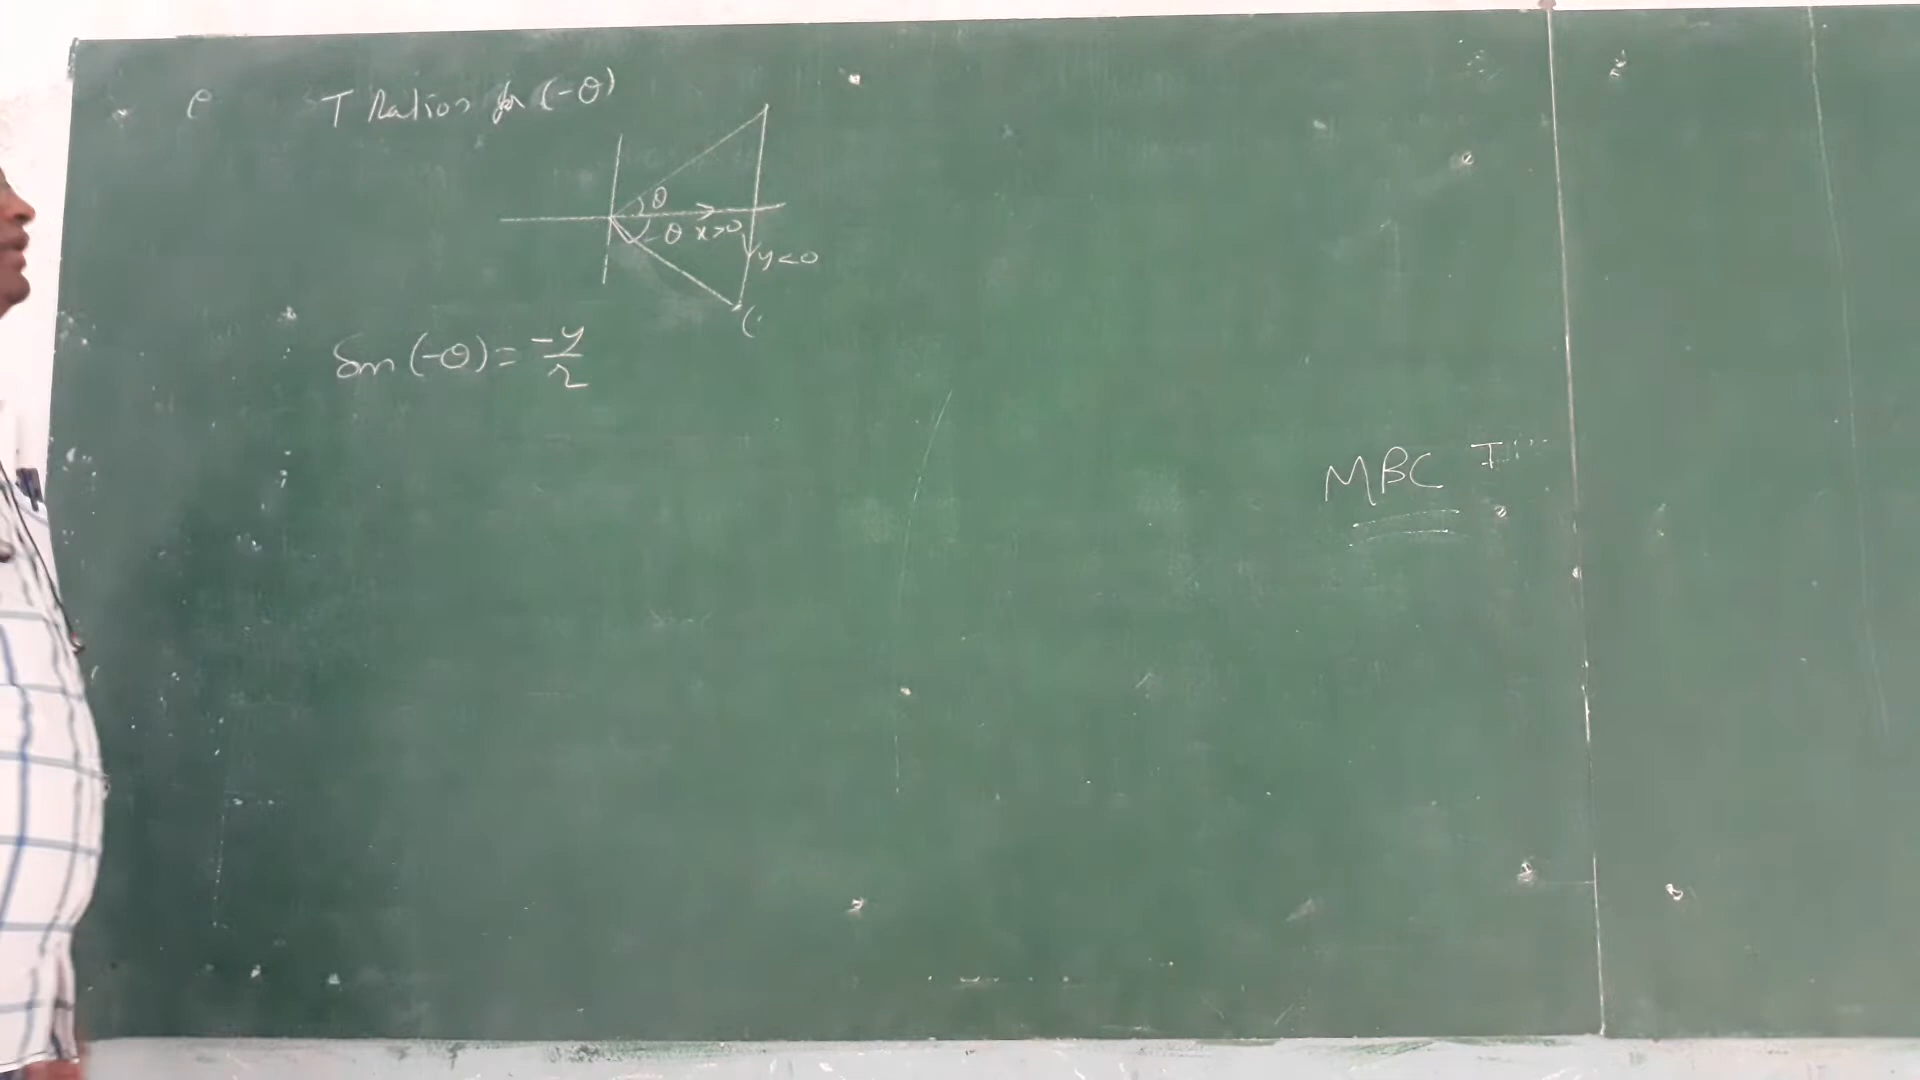 T Ratios for (-θ)
θ
-θ x>0
y<0
(
Sin (-θ) = -y/r
MBC